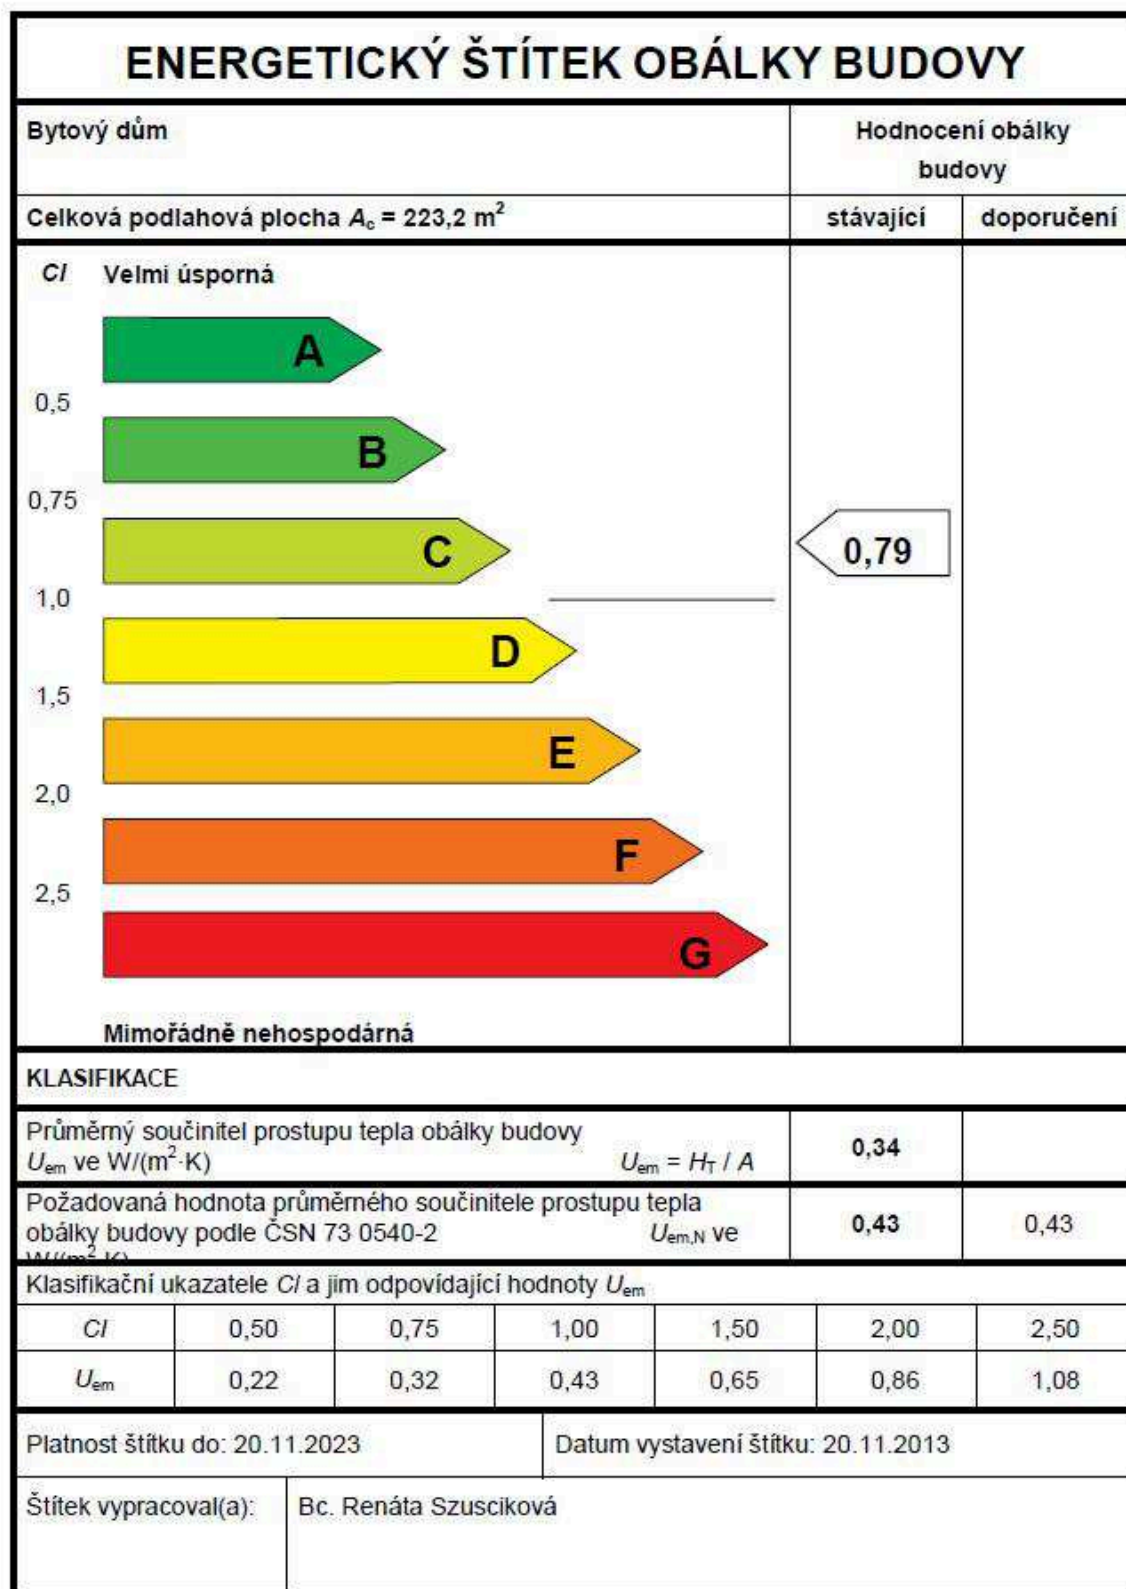 ENERGETICKÝ ŠTÍTEK OBÁLKY BUDOVY
Bytový dům
Hodnocení obálky
budovy
Celková podlahová plocha Ac = 223,2 m2
stávající
doporučení
CI Velmi úsporná
A
0,5
B
0,75
C
0,79
1,0
D
1,5
E
2,0
F
2,5
G
Mimořádně nehospodárná
KLASIFIKACE
Průměrný součinitel prostupu tepla obálky budovy
Uem ve W/(m2·K) Uem = HT / A
0,34
Požadovaná hodnota průměrného součinitele prostupu tepla
obálky budovy podle ČSN 73 0540-2 Uem,N ve
W/(m2·K)
0,43
0,43
Klasifikační ukazatele CI a jim odpovídající hodnoty Uem
CI 0,50 0,75 1,00 1,50 2,00 2,50
Uem 0,22 0,32 0,43 0,65 0,86 1,08
Platnost štítku do: 20.11.2023
Datum vystavení štítku: 20.11.2013
Štítek vypracoval(a):
Bc. Renáta Szusciková